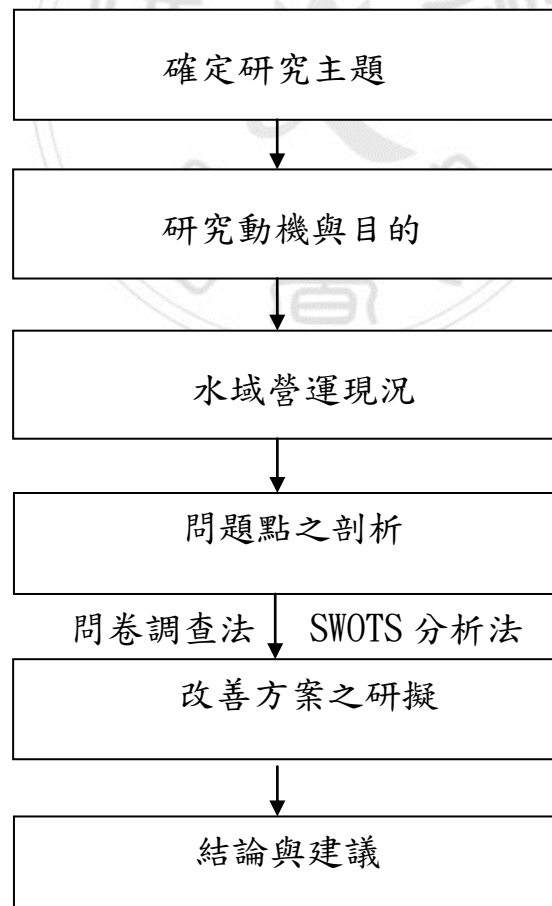 確定研究主題
研究動機與目的
水域營運現況
問題點之剖析
問卷調查法 SWOTS 分析法
改善方案之研擬
結論與建議